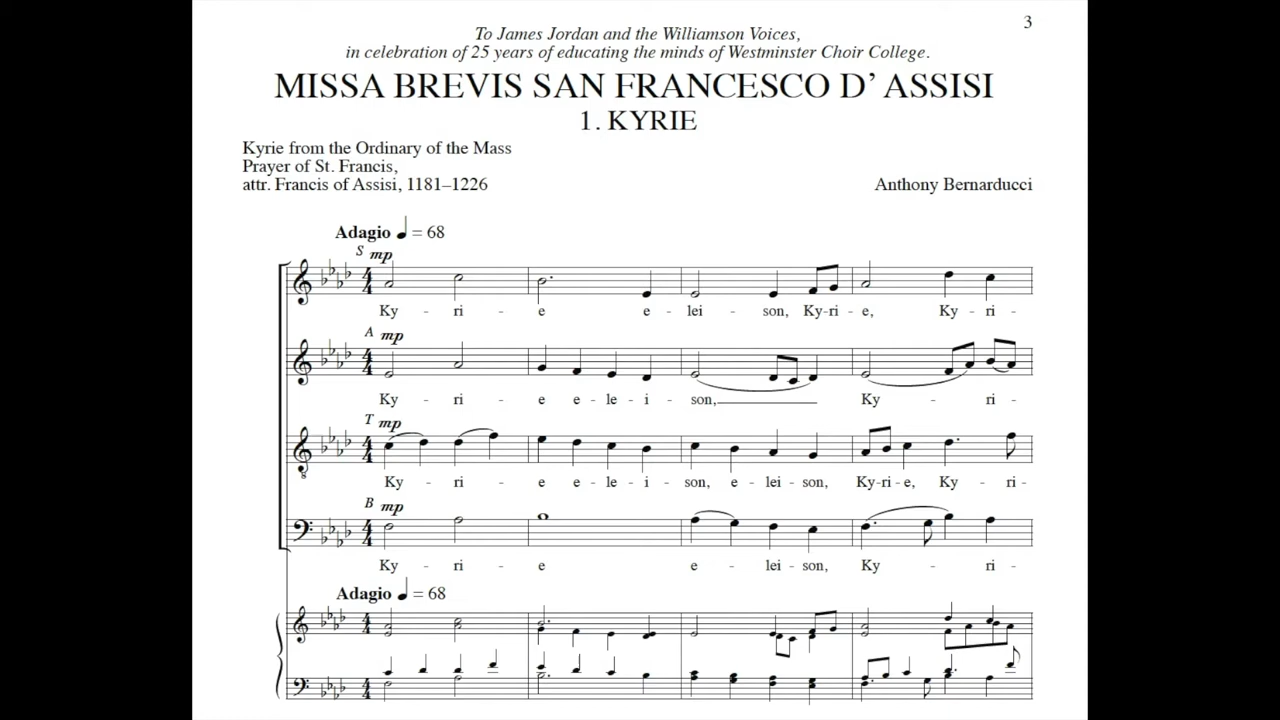 3
To James Jordan and the Williamson Voices,
in celebration of 25 years of educating the minds of Westminster Choir College.
MISSA BREVIS SAN FRANCESCO D’ ASSISI
1. KYRIE
Kyrie from the Ordinary of the Mass
Prayer of St. Francis,
attr. Francis of Assisi, 1181–1226
Anthony Bernarducci
Adagio ♩ = 68
S mp
Ky - ri - e e - lei - son, Ky-ri - e, Ky - ri -
A mp
Ky - ri - e e - le - i - son, Ky - ri -
T mp
Ky - ri - e e - le - i - son, e - lei - son, Ky-ri-e, Ky - ri -
B mp
Ky - ri - e e - lei - son, Ky - ri -
Adagio ♩ = 68